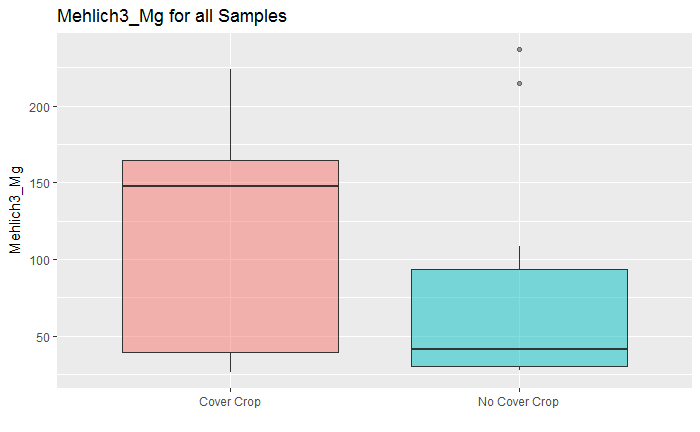 Mehlich3_Mg for all Samples
Mehlich3_Mg
200
150
100
50
Cover Crop
No Cover Crop